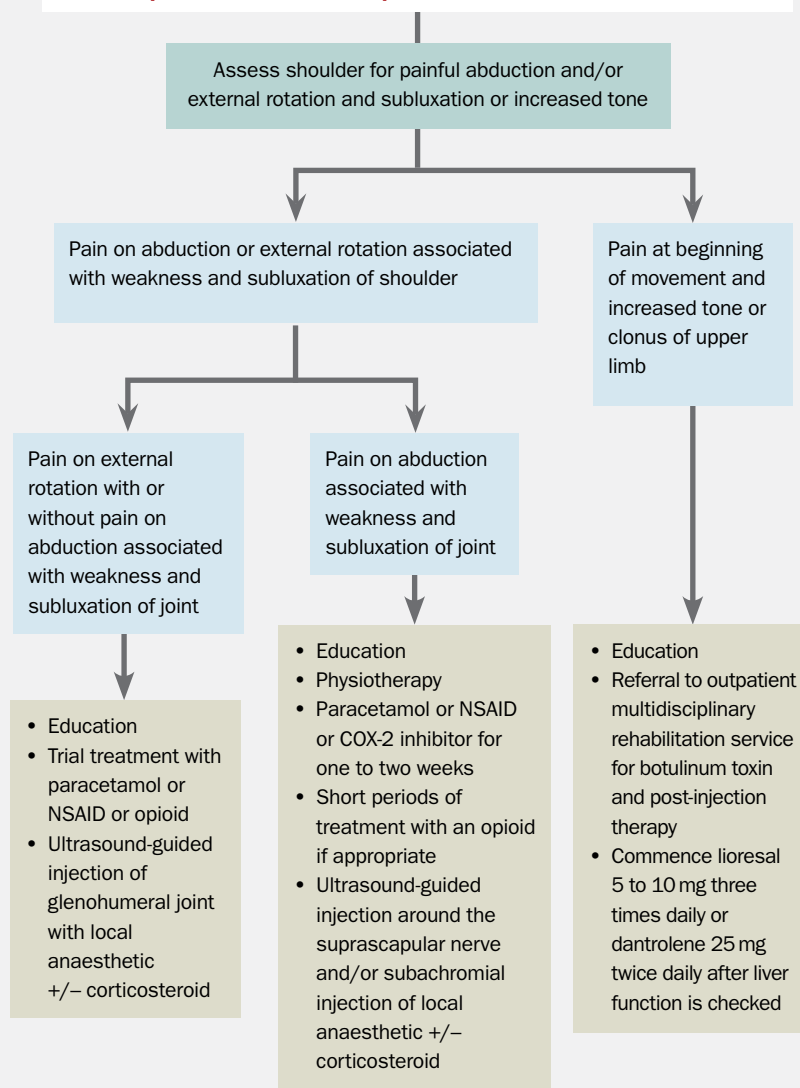 Assess shoulder for painful abduction and/or
external rotation and subluxation or increased tone
Pain on abduction or external rotation associated
with weakness and subluxation of shoulder
Pain at beginning
of movement and
increased tone or
clonus of upper
limb
Pain on external
rotation with or
without pain on
abduction associated
with weakness and
subluxation of joint
Pain on abduction
associated with
weakness and
subluxation of joint
• Education
• Trial treatment with
paracetamol or
NSAID or opioid
• Ultrasound-guided
injection of
glenohumeral joint
with local
anaesthetic
+/– corticosteroid
• Education
• Physiotherapy
• Paracetamol or NSAID
or COX-2 inhibitor for
one to two weeks
• Short periods of
treatment with an opioid
if appropriate
• Ultrasound-guided
injection around the
suprascapular nerve
and/or subachromial
injection of local
anaesthetic +/–
corticosteroid
• Education
• Referral to outpatient
multidisciplinary
rehabilitation service
for botulinum toxin
and post-injection
therapy
• Commence lioresal
5 to 10 mg three
times daily or
dantrolene 25 mg
twice daily after liver
function is checked